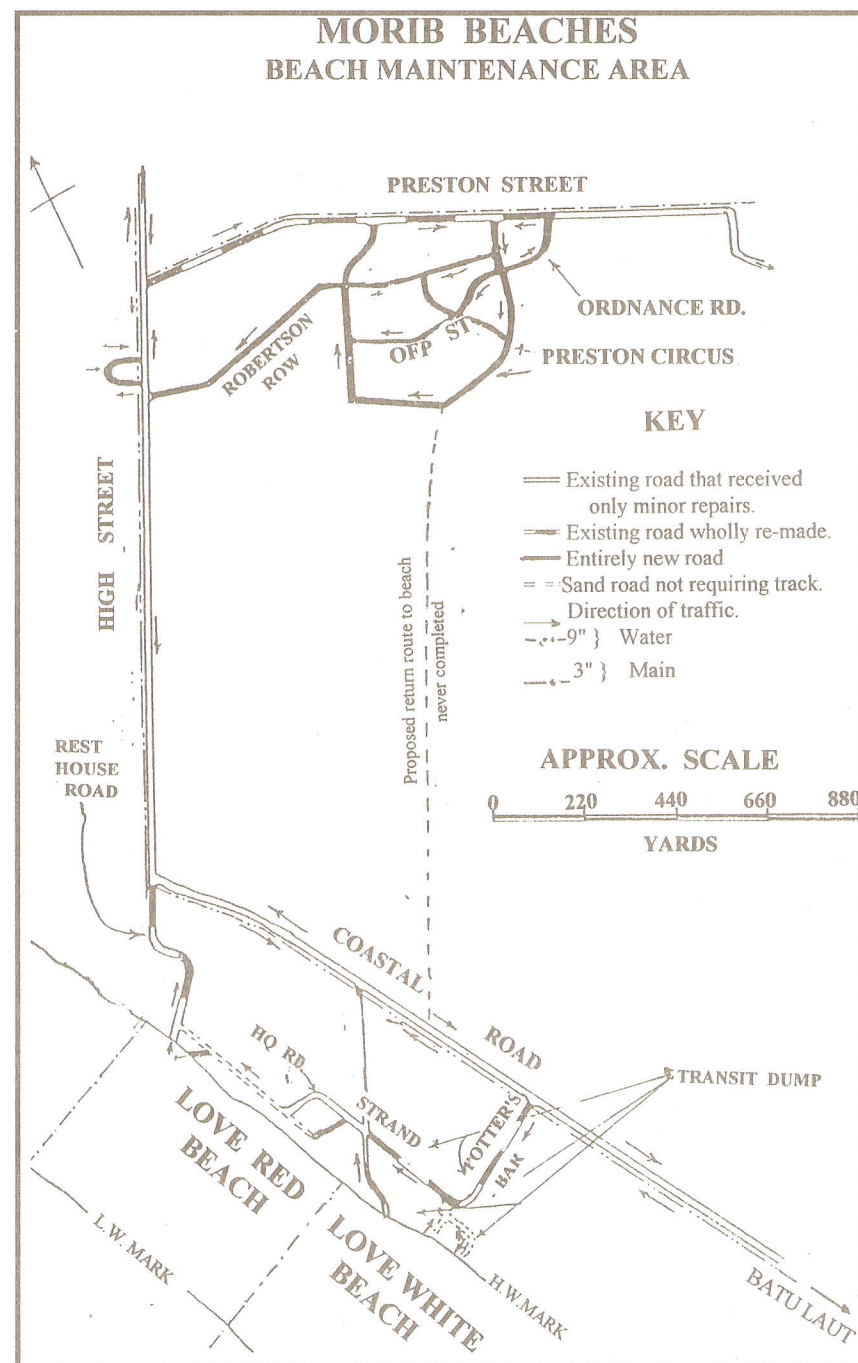 MORIB BEACHES
BEACH MAINTENANCE AREA
PRESTON STREET
ORDNANCE RD.
OFP ST
PRESTON CIRCUS
ROBERTSON
ROW
HIGH STREET
KEY
Existing road that received
only minor repairs.
Existing road wholly re-made.
Entirely new road
Sand road not requiring track.
Direction of traffic.
9" } Water
3" } Main
Proposed return route to beach
never completed
REST
HOUSE
ROAD
APPROX. SCALE
0 220 440 660 880
YARDS
COASTAL ROAD
HQ RD
STRAND
POTTER'S
BAR
TRANSIT DUMP
LOVE RED
BEACH
LOVE WHITE
BEACH
L.W. MARK
H.W. MARK
BATU LAUT